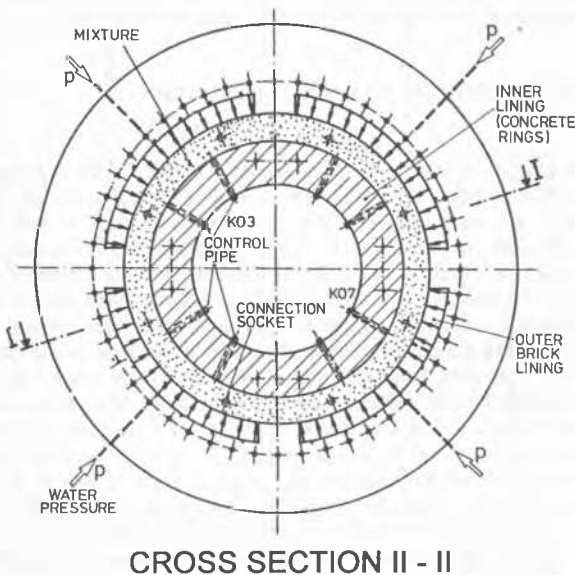 MIXTURE
P
P
INNER
LINING
(CONCRETE
RINGS)
I
K03
CONTROL
PIPE
K07
CONNECTION
SOCKET
OUTER
BRICK
LINING
P
P
WATER
PRESSURE
CROSS SECTION II - II